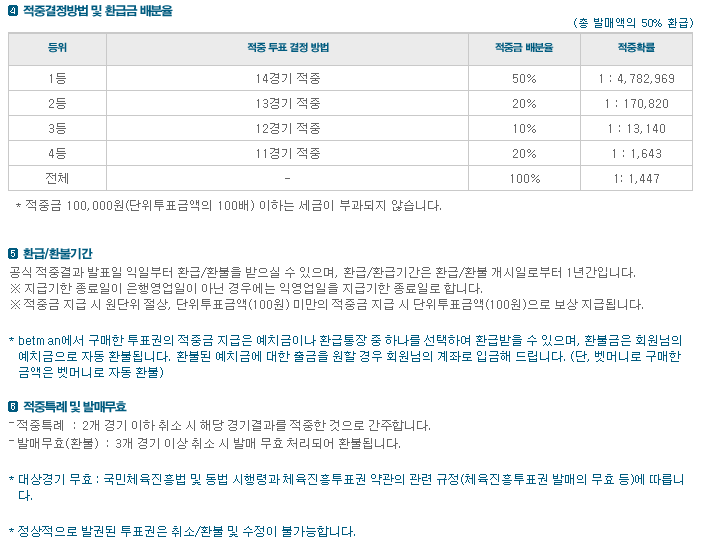 4 적중결정방법 및 환급금 배분율
(총 발매액의 50% 환급)
등위 적중 투표 결정 방법 적중금 배분율 적중확률
1등 14경기 적중 50% 1 : 4,782,969
2등 13경기 적중 20% 1 : 170,820
3등 12경기 적중 10% 1 : 13,140
4등 11경기 적중 20% 1 : 1,643
전체 - 100% 1: 1,447
* 적중금 100,000원(단위투표금액의 100배) 이하는 세금이 부과되지 않습니다.
5 환급/환불기간
공식 적중결과 발표일 익일부터 환급/환불을 받으실 수 있으며, 환급/환불기간은 환급/환불 개시일로부터 1년간입니다.
※ 지급기한 종료일이 은행영업일이 아닌 경우에는 익영업일을 지급기한 종료일로 합니다.
※ 적중금 지급 시 원단위 절상, 단위투표금액(100원) 미만의 적중금 지급 시 단위투표금액(100원)으로 보상 지급됩니다.
* betman에서 구매한 투표권의 적중금 지급은 예치금이나 환급통장 중 하나를 선택하여 환급받을 수 있으며, 환불금은 회원님의
예치금으로 자동 환불됩니다. 환불된 예치금에 대한 출금을 원할 경우 회원님의 계좌로 입금해 드립니다. (단, 벳머니로 구매한
금액은 벳머니로 자동 환불)
6 적중특례 및 발매무효
- 적중특례 : 2개 경기 이하 취소 시 해당 경기결과를 적중한 것으로 간주합니다.
- 발매무효(환불) : 3개 경기 이상 취소 시 발매 무효 처리되어 환불됩니다.
* 대상경기 무효 : 국민체육진흥법 및 동법 시행령과 체육진흥투표권 약관의 관련 규정(체육진흥투표권 발매의 무효 등)에 따릅니
다.
* 정상적으로 발권된 투표권은 취소/환불 및 수정이 불가능합니다.